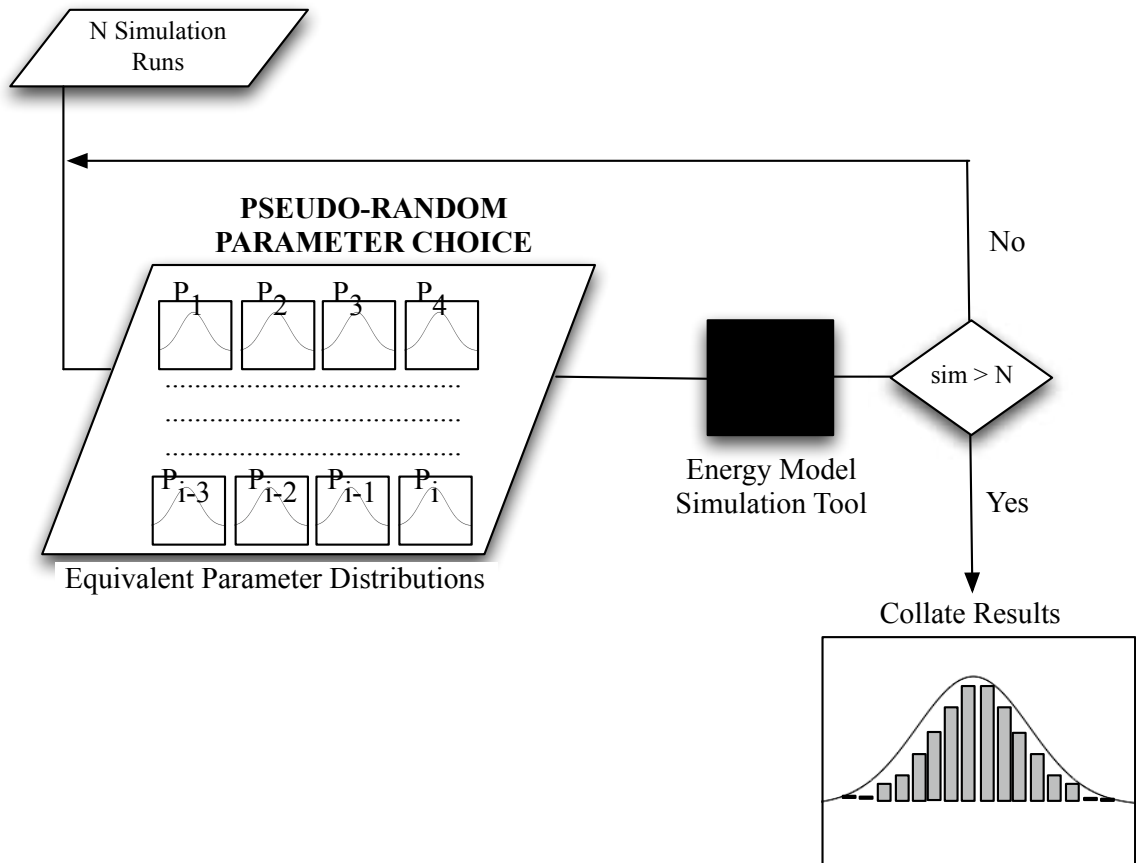 N Simulation
Runs
PSEUDO-RANDOM
PARAMETER CHOICE
No
P1 P2 P3 P4
sim > N
Pi-3 Pi-2 Pi-1 Pi
Energy Model
Simulation Tool
Yes
Equivalent Parameter Distributions
Collate Results